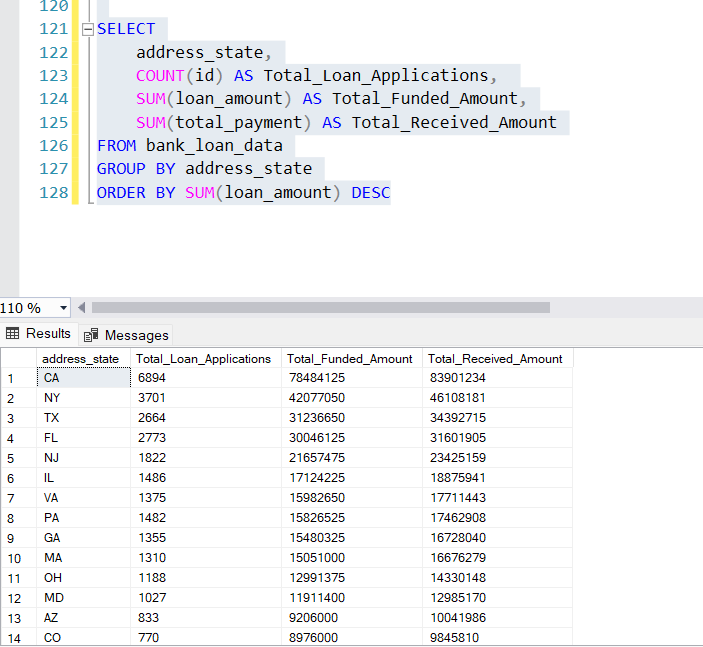 120
121 SELECT
122 address_state,
123 COUNT(id) AS Total_Loan_Applications,
124 SUM(loan_amount) AS Total_Funded_Amount,
125 SUM(total_payment) AS Total_Received_Amount
126 FROM bank_loan_data
127 GROUP BY address_state
128 ORDER BY SUM(loan_amount) DESC
110 %
Results Messages
address_state Total_Loan_Applications Total_Funded_Amount Total_Received_Amount
1 CA 6894 78484125 83901234
2 NY 3701 42077050 46108181
3 TX 2664 31236650 34392715
4 FL 2773 30046125 31601905
5 NJ 1822 21657475 23425159
6 IL 1486 17124225 18875941
7 VA 1375 15982650 17711443
8 PA 1482 15826525 17462908
9 GA 1355 15480325 16728040
10 MA 1310 15051000 16676279
11 OH 1188 12991375 14330148
12 MD 1027 11911400 12985170
13 AZ 833 9206000 10041986
14 CO 770 8976000 9845810